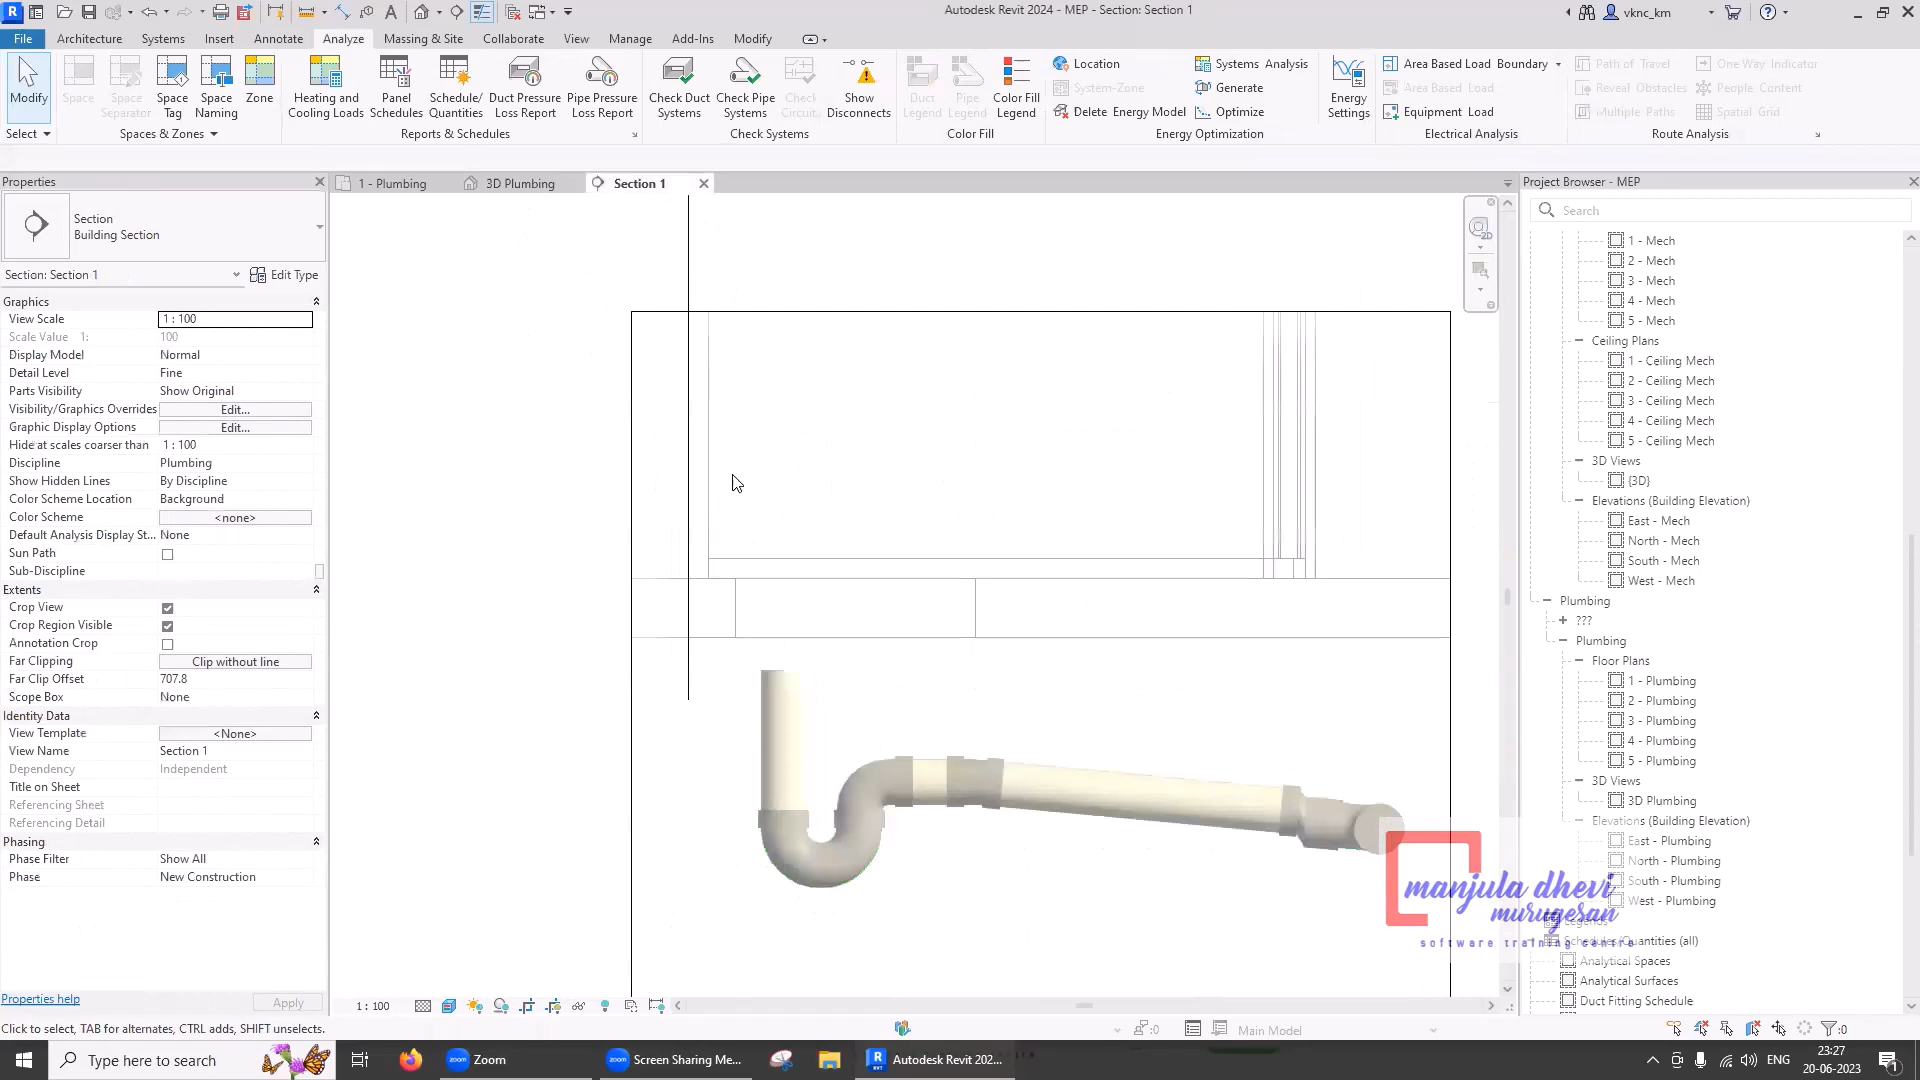 Autodesk Revit 2024 - MEP - Section: Section 1
vknc_km
File Architecture Systems Insert Annotate Analyze Massing & Site Collaborate View Manage Add-Ins Modify
Modify
Space
Space Separator
Space Tag
Space Naming
Zone
Heating and Cooling Loads
Panel Schedules
Schedule/ Quantities
Duct Pressure Loss Report
Pipe Pressure Loss Report
Check Duct Systems
Check Pipe Systems
Check Circuits
Show Disconnects
Duct Legend
Pipe Legend
Color Fill Legend
Location
System-Zone
Delete Energy Model
Systems Analysis
Generate
Optimize
Energy Settings
Area Based Load Boundary
Area Based Load
Equipment Load
Path of Travel
Reveal Obstacles
Multiple Paths
One Way Indicator
People Content
Spatial Grid
Select Spaces & Zones Reports & Schedules Check Systems Color Fill Energy Optimization Electrical Analysis Route Analysis
Properties
Section
Building Section
Section: Section 1 Edit Type
Graphics
View Scale 1 : 100
Scale Value 1: 100
Display Model Normal
Detail Level Fine
Parts Visibility Show Original
Visibility/Graphics Overrides Edit...
Graphic Display Options Edit...
Hide at scales coarser than 1 : 100
Discipline Plumbing
Show Hidden Lines By Discipline
Color Scheme Location Background
Color Scheme <none>
Default Analysis Display St... None
Sun Path
Sub-Discipline
Extents
Crop View
Crop Region Visible
Annotation Crop
Far Clipping Clip without line
Far Clip Offset 707.8
Scope Box None
Identity Data
View Template <None>
View Name Section 1
Dependency Independent
Title on Sheet
Referencing Sheet
Referencing Detail
Phasing
Phase Filter Show All
Phase New Construction
Properties help Apply
1 - Plumbing 3D Plumbing Section 1
2D
1 : 100
Project Browser - MEP
Search
1 - Mech
2 - Mech
3 - Mech
4 - Mech
5 - Mech
Ceiling Plans
1 - Ceiling Mech
2 - Ceiling Mech
3 - Ceiling Mech
4 - Ceiling Mech
5 - Ceiling Mech
3D Views
{3D}
Elevations (Building Elevation)
East - Mech
North - Mech
South - Mech
West - Mech
Plumbing
???
Plumbing
Floor Plans
1 - Plumbing
2 - Plumbing
3 - Plumbing
4 - Plumbing
5 - Plumbing
3D Views
3D Plumbing
Elevations (Building Elevation)
East - Plumbing
North - Plumbing
South - Plumbing
West - Plumbing
Legends
Schedules/Quantities (all)
Analytical Spaces
Analytical Surfaces
Duct Fitting Schedule
manjula dhevi
murugesan
software training centre
Click to select, TAB for alternates, CTRL adds, SHIFT unselects.
:0 Main Model :0
Type here to search Zoom Screen Sharing Me... Autodesk Revit 202... ENG
23:27
20-06-2023